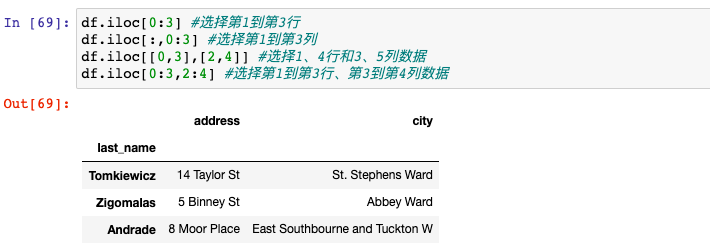 In [69]: df.iloc[0:3] #选择第1到第3行
df.iloc[:,0:3] #选择第1到第3列
df.iloc[[0,3],[2,4]] #选择1、4行和3、5列数据
df.iloc[0:3,2:4] #选择第1到第3行、第3到第4列数据
Out[69]:
address city
last_name
Tomkiewicz 14 Taylor St St. Stephens Ward
Zigomalas 5 Binney St Abbey Ward
Andrade 8 Moor Place East Southbourne and Tuckton W